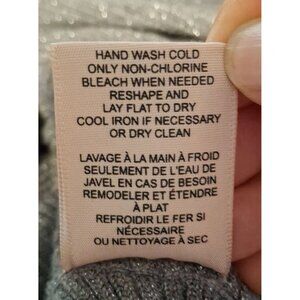 HAND WASH COLD
ONLY NON-CHLORINE
BLEACH WHEN NEEDED
RESHAPE AND
LAY FLAT TO DRY
COOL IRON IF NECESSARY
OR DRY CLEAN
LAVAGE À LA MAIN À FROID
SEULEMENT DE L'EAU DE
JAVEL EN CAS DE BESOIN
REMODELER ET ÉTENDRE
À PLAT
REFROIDIR LE FER SI
NÉCESSAIRE
OU NETTOYAGE À SEC